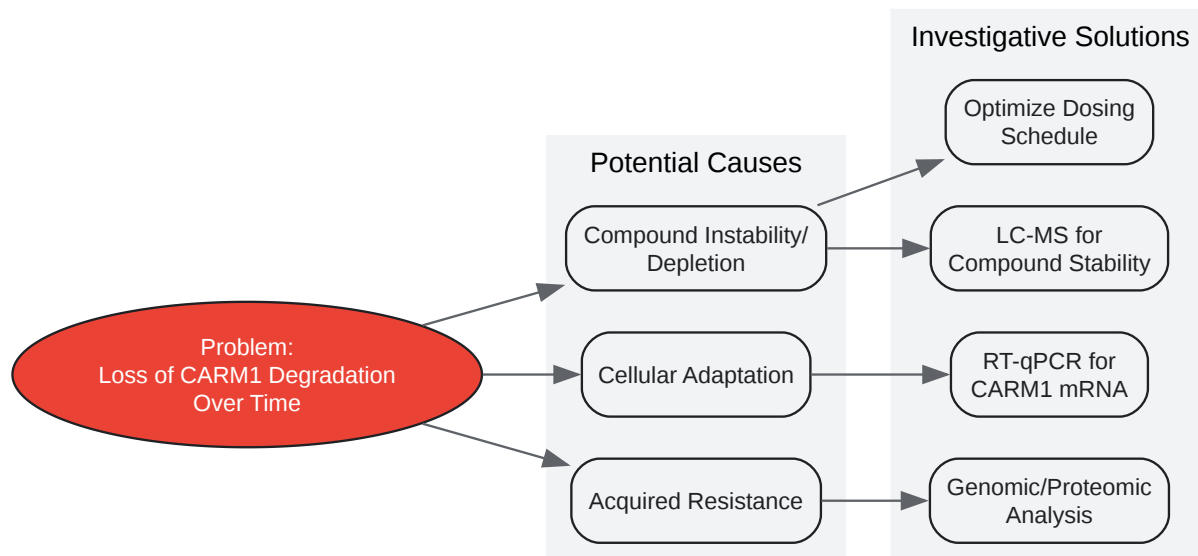 Problem:
Loss of CARM1 Degradation
Over Time
Potential Causes
Compound Instability/
Depletion
Cellular Adaptation
Acquired Resistance
Investigative Solutions
Optimize Dosing
Schedule
LC-MS for
Compound Stability
RT-qPCR for
CARM1 mRNA
Genomic/Proteomic
Analysis